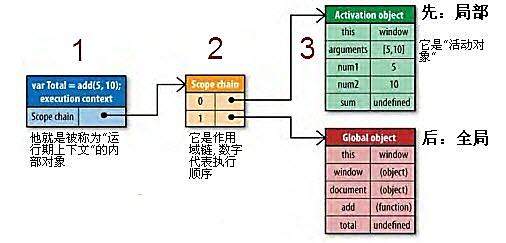 1
var Total = add(5, 10);
execution context
Scope chain
他就是被称为“运
行期上下文”的内
部对象
2
Scope chain
0
1
它是作用
域链,数字
代表执行
顺序
3
Activation object
this window
arguments [5,10]
num1 5
num2 10
sum undefined
先：局部
它是“活动对
象”
Global object
this window
window (object)
document (object)
add (function)
total undefined
后：全局